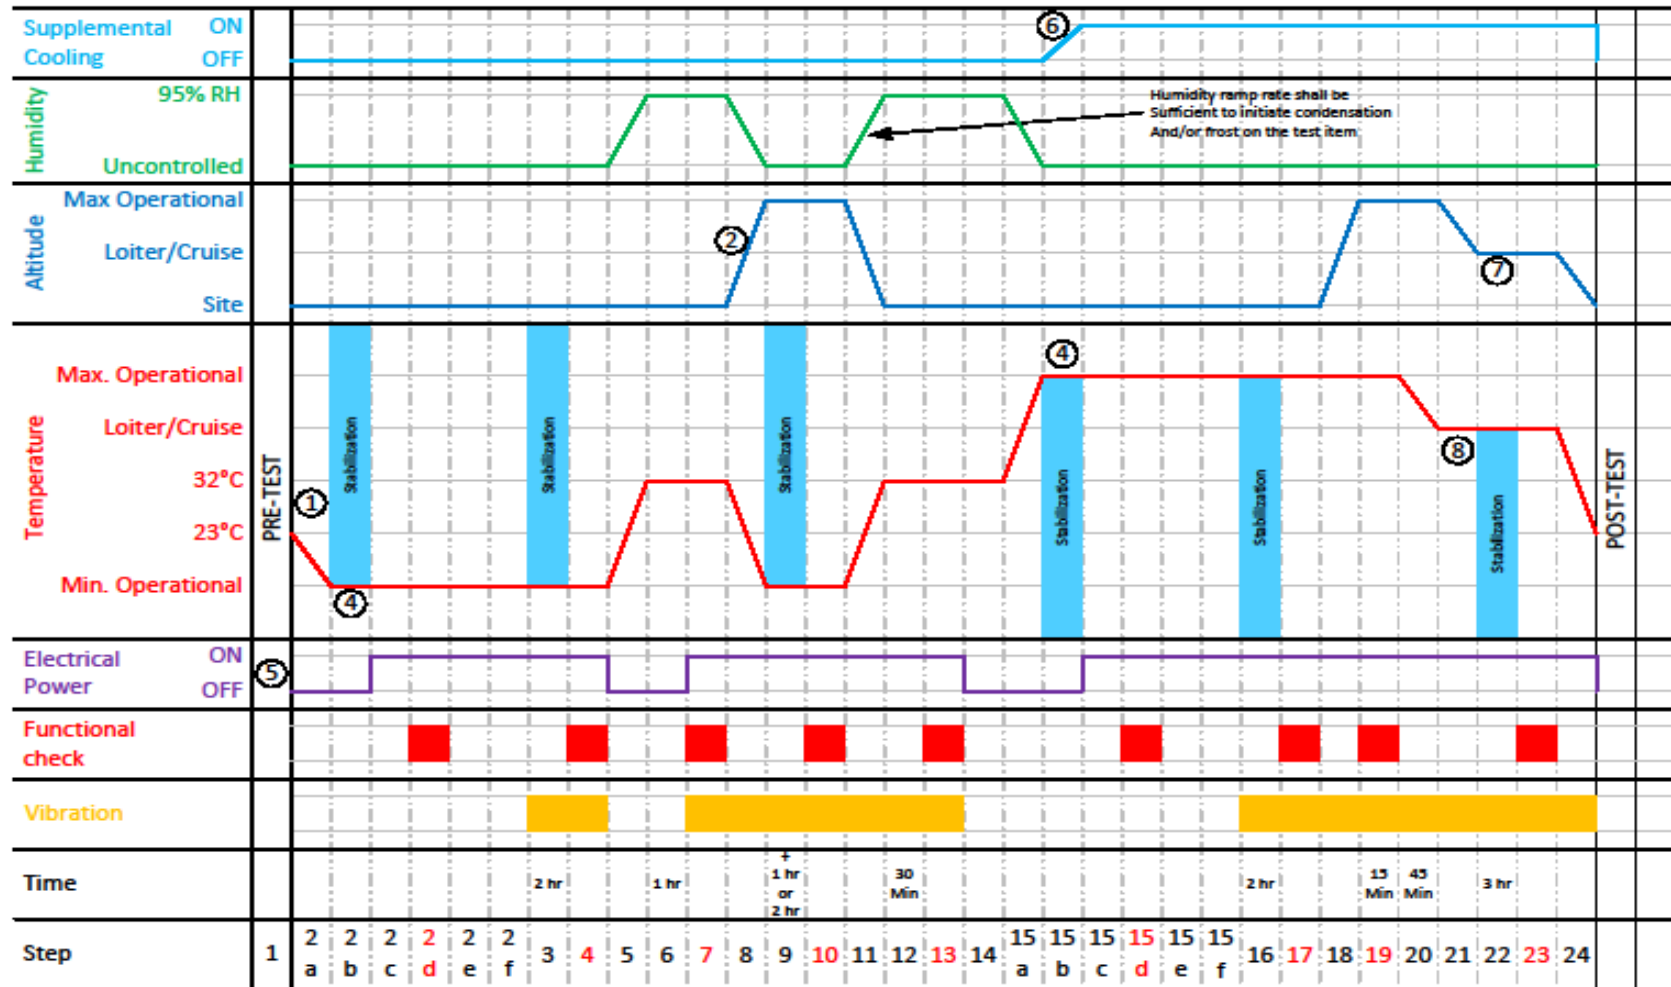 Supplemental ON
Cooling OFF
⑥
Humidity
95% RH
Uncontrolled
Humidity ramp rate shall be
Sufficient to initiate condensation
And/or frost on the test item
Altitude
Max Operational
Loiter/Cruise
Site
②
⑦
Temperature
Max. Operational
Loiter/Cruise
32°C
23°C
Min. Operational
PRE-TEST
①
④
Stabilization
Stabilization
Stabilization
④
Stabilization
Stabilization
⑧
Stabilization
POST-TEST
Electrical ON
Power OFF
⑤
Functional
check
Vibration
Time
2 hr
1 hr
+
1 hr
or
2 hr
30
Min
2 hr
15
Min
45
Min
3 hr
Step
1
2
a
2
b
2
c
2
d
2
e
2
f
3
4
5
6
7
8
9
10
11
12
13
14
15
a
15
b
15
c
15
d
15
e
15
f
16
17
18
19
20
21
22
23
24